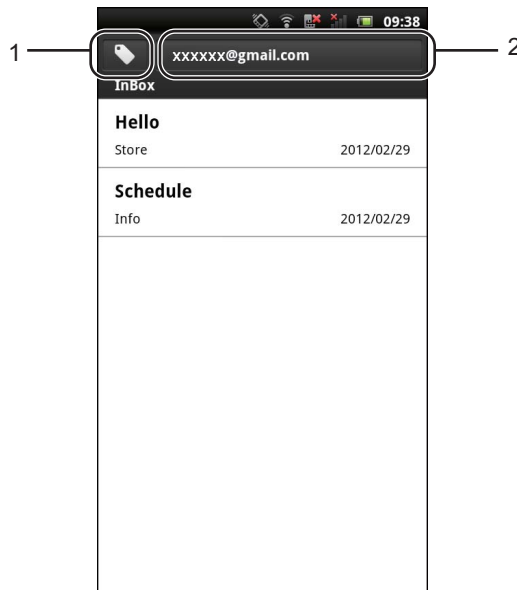 09:38
1
xxxxxx@gmail.com
2
InBox
Hello
Store 2012/02/29
Schedule
Info 2012/02/29